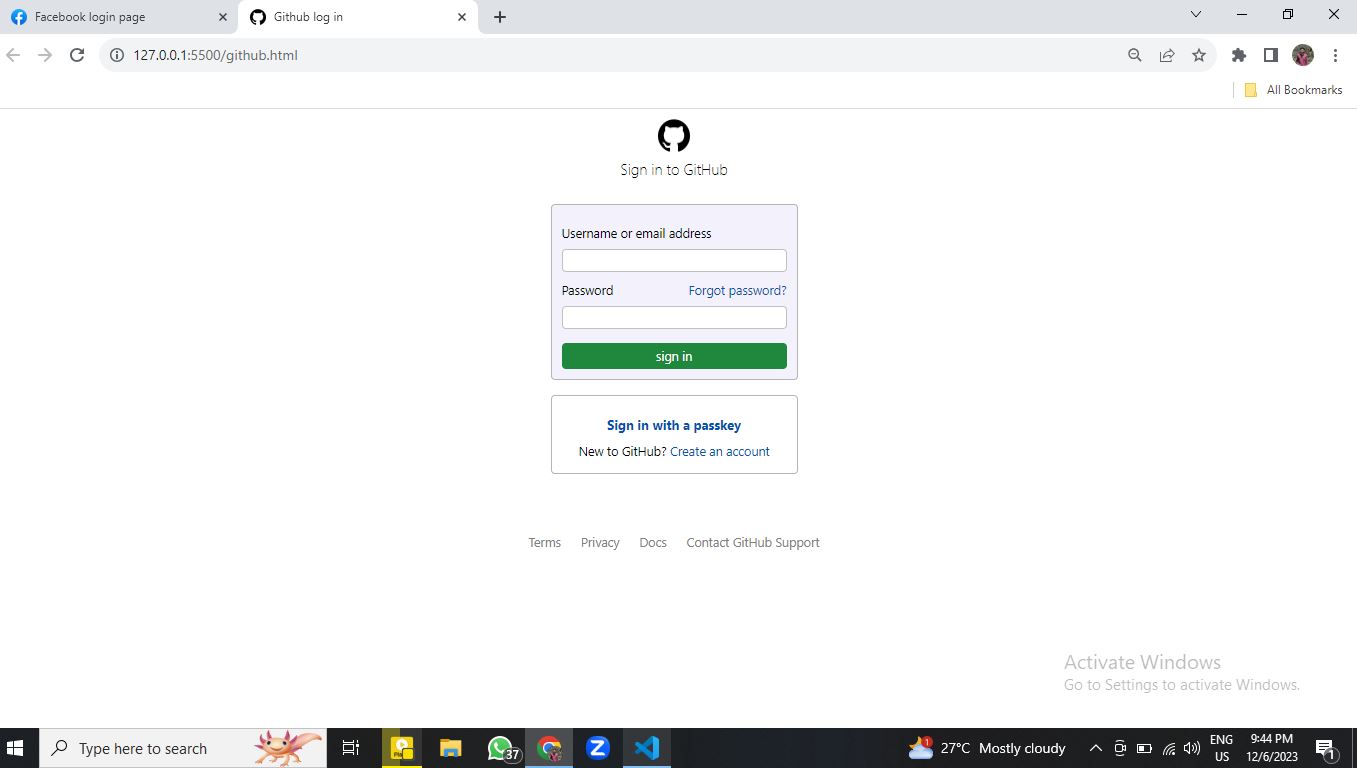 Facebook login page
Github log in
127.0.0.1:5500/github.html
All Bookmarks
Sign in to GitHub
Username or email address
Password Forgot password?
sign in
Sign in with a passkey
New to GitHub? Create an account
Terms Privacy Docs Contact GitHub Support
Activate Windows
Go to Settings to activate Windows.
Type here to search
37
Z
1
27°C Mostly cloudy
ENG
US
9:44 PM
12/6/2023
1